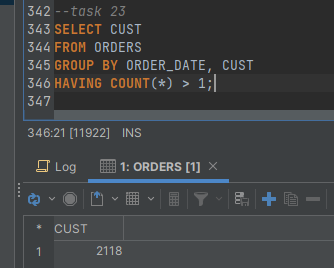 342 --task 23
343 SELECT CUST
344 FROM ORDERS
345 GROUP BY ORDER_DATE, CUST
346 HAVING COUNT(*) > 1;
347
346:21 [11922] INS
Log 1: ORDERS [1]
* CUST
1 2118